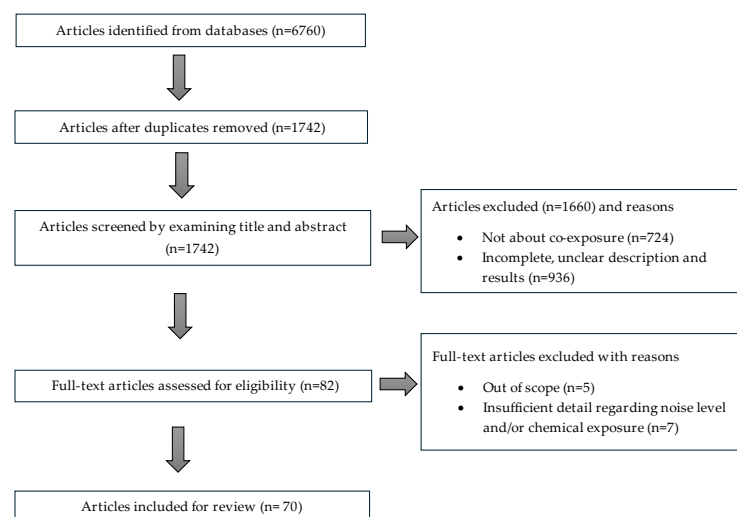 Articles identified from databases (n=6760)
Articles after duplicates removed (n=1742)
Articles screened by examining title and abstract
(n=1742)
Articles excluded (n=1660) and reasons
• Not about co-exposure (n=724)
• Incomplete, unclear description and
results (n=936)
Full-text articles assessed for eligibility (n=82)
Full-text articles excluded with reasons
• Out of scope (n=5)
• Insufficient detail regarding noise level
and/or chemical exposure (n=7)
Articles included for review (n= 70)